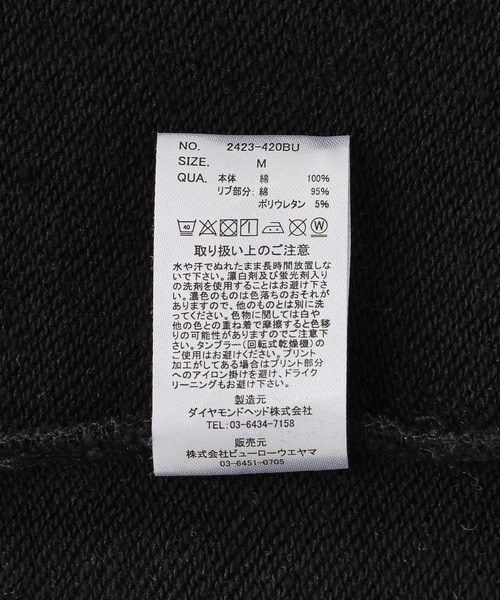 NO. 2423-420BU
SIZE. M
QUA. 本体 綿 100%
リブ部分: 綿 95%
ポリウレタン 5%
40 W
取り扱い上のご注意
水や汗でぬれたまま長時間放置しな
いで下さい。漂白剤及び蛍光剤入り
の洗剤を使用することはお避け下さ
い。濃色のものは色落ちのおそれが
ありますので、他のものとは別に洗
ってください。色物に関しては白や
他の色との重ね着で摩擦すると色移
りの可能性がありますのでご注意下
さい。タンブラー(回転式乾燥機)の
ご使用はお避けください。プリント
加工がしてある場合はプリント部分
へのアイロン掛けを避け、ドライク
リーニングもお避け下さい。
製造元
ダイヤモンドヘッド株式会社
TEL:03-6434-7158
販売元
株式会社ビューローウエヤマ
03-6451-0705